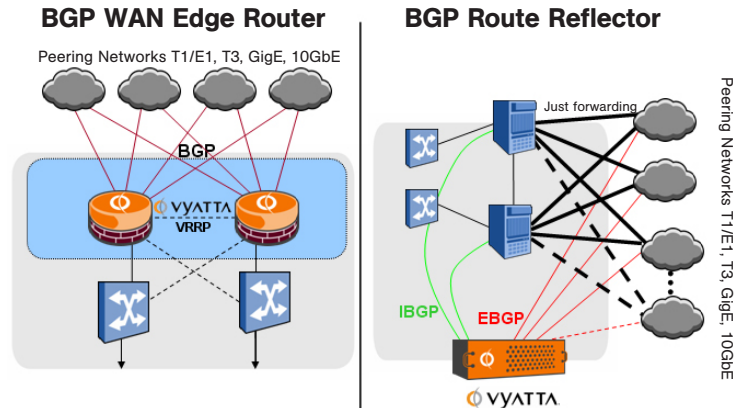 BGP WAN Edge Router
Peering Networks T1/E1, T3, GigE, 10GbE
BGP
VYATTA
VRRP
BGP Route Reflector
Just forwarding
Peering Networks T1/E1, T3, GigE, 10GbE
IBGP
EBGP
VYATTA